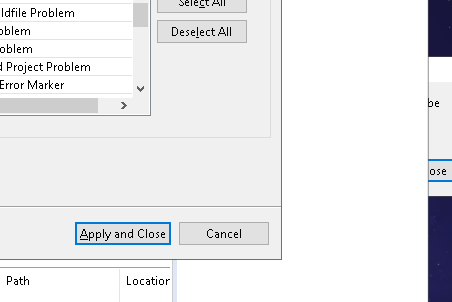 Select All
ldfile Problem
oblem
Deselect All
oblem
d Project Problem
Error Marker
be
ose
Apply and Close
Cancel
Path
Location